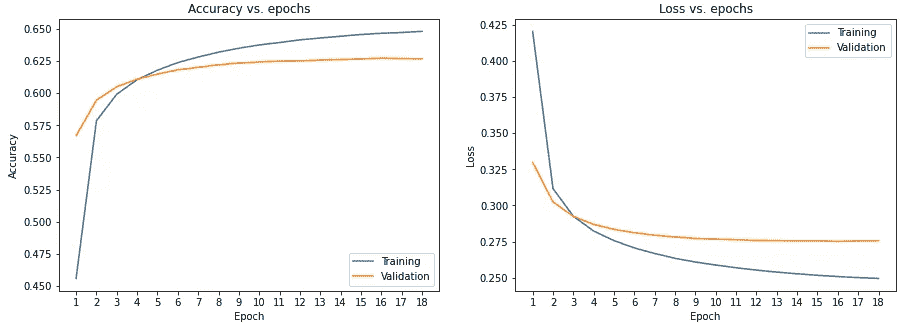 Accuracy vs. epochs
0.650
0.625
0.600
0.575
0.550
0.525
0.500
0.475
0.450
Accuracy
Training
Validation
1 2 3 4 5 6 7 8 9 10 11 12 13 14 15 16 17 18
Epoch
Loss vs. epochs
0.425
0.400
0.375
0.350
0.325
0.300
0.275
0.250
Loss
Training
Validation
1 2 3 4 5 6 7 8 9 10 11 12 13 14 15 16 17 18
Epoch